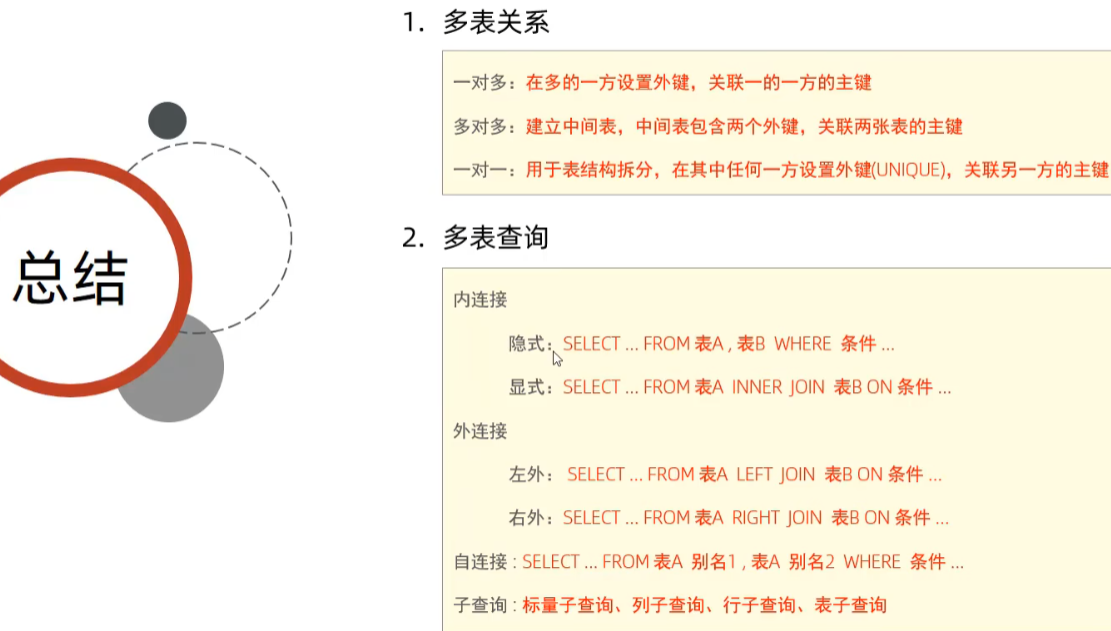 总结
1. 多表关系
一对多：在多的一方设置外键，关联一的一方的主键
多对多：建立中间表，中间表包含两个外键，关联两张表的主键
一对一：用于表结构拆分，在其中任何一方设置外键(UNIQUE)，关联另一方的主键
2. 多表查询
内连接
隐式：SELECT ... FROM 表A , 表B WHERE 条件 ...
显式：SELECT ... FROM 表A INNER JOIN 表B ON 条件 ...
外连接
左外： SELECT ... FROM 表A LEFT JOIN 表B ON 条件 ...
右外：SELECT ... FROM 表A RIGHT JOIN 表B ON 条件 ...
自连接 : SELECT ... FROM 表A 别名1 , 表A 别名2 WHERE 条件 ...
子查询 : 标量子查询、列子查询、行子查询、表子查询